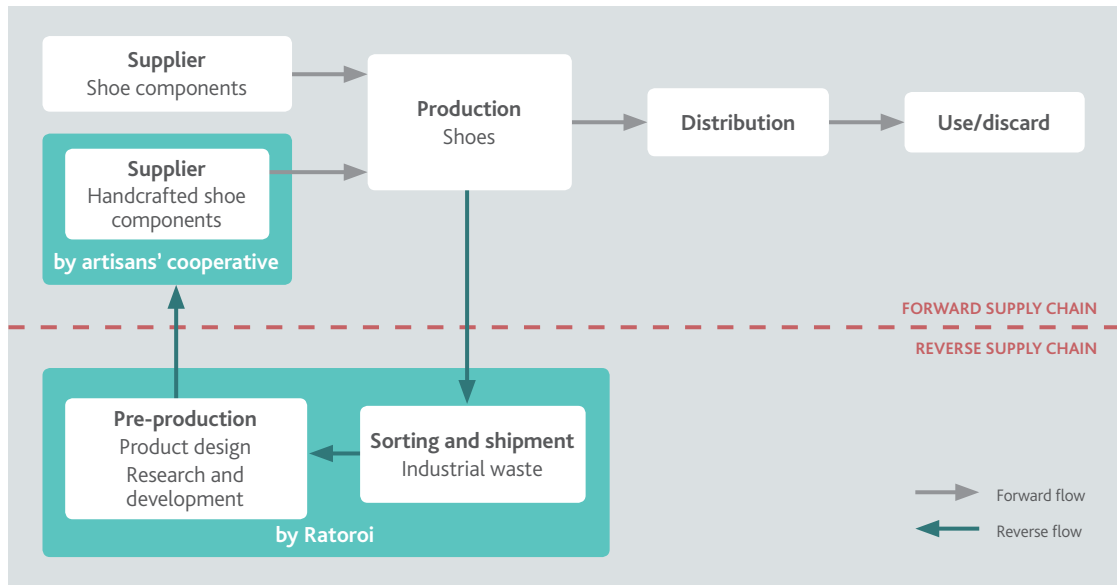 Supplier
Shoe components
Supplier
Handcrafted shoe
components
by artisans’ cooperative
Production
Shoes
Distribution
Use/discard
FORWARD SUPPLY CHAIN
REVERSE SUPPLY CHAIN
Pre-production
Product design
Research and
development
Sorting and shipment
Industrial waste
by Ratoroi
Forward flow
Reverse flow